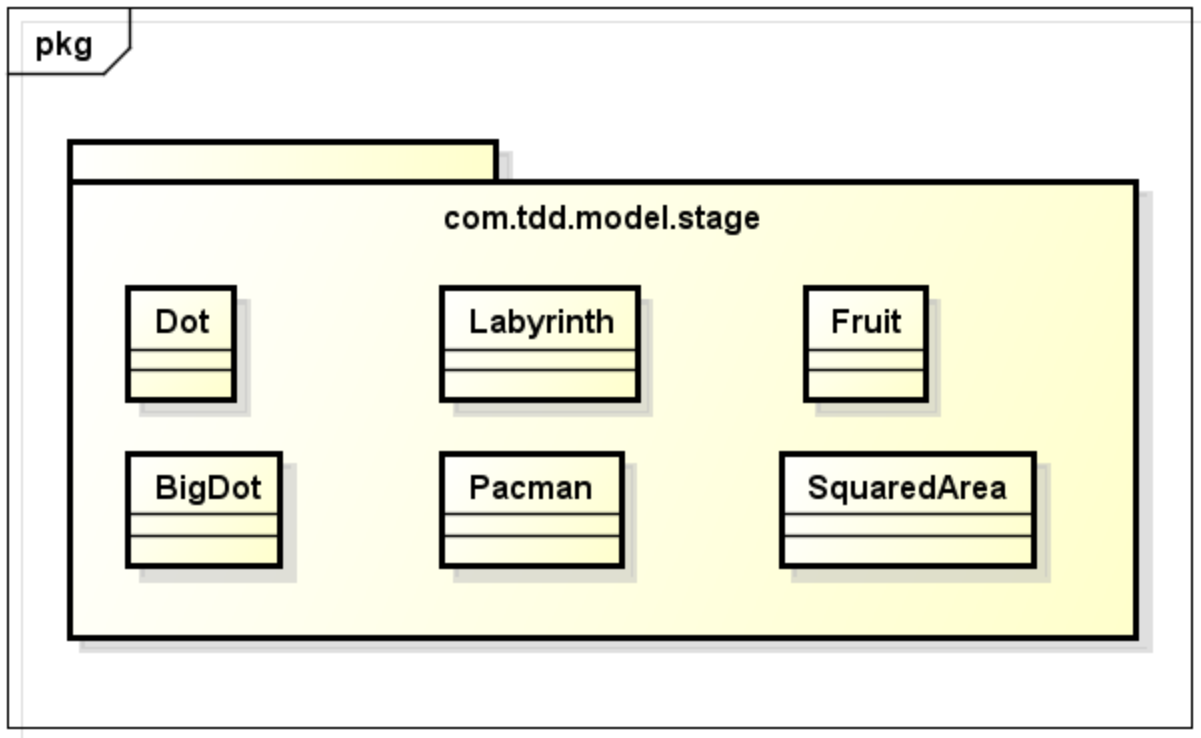 pkg
com.tdd.model.stage
Dot
Labyrinth
Fruit
BigDot
Pacman
SquaredArea